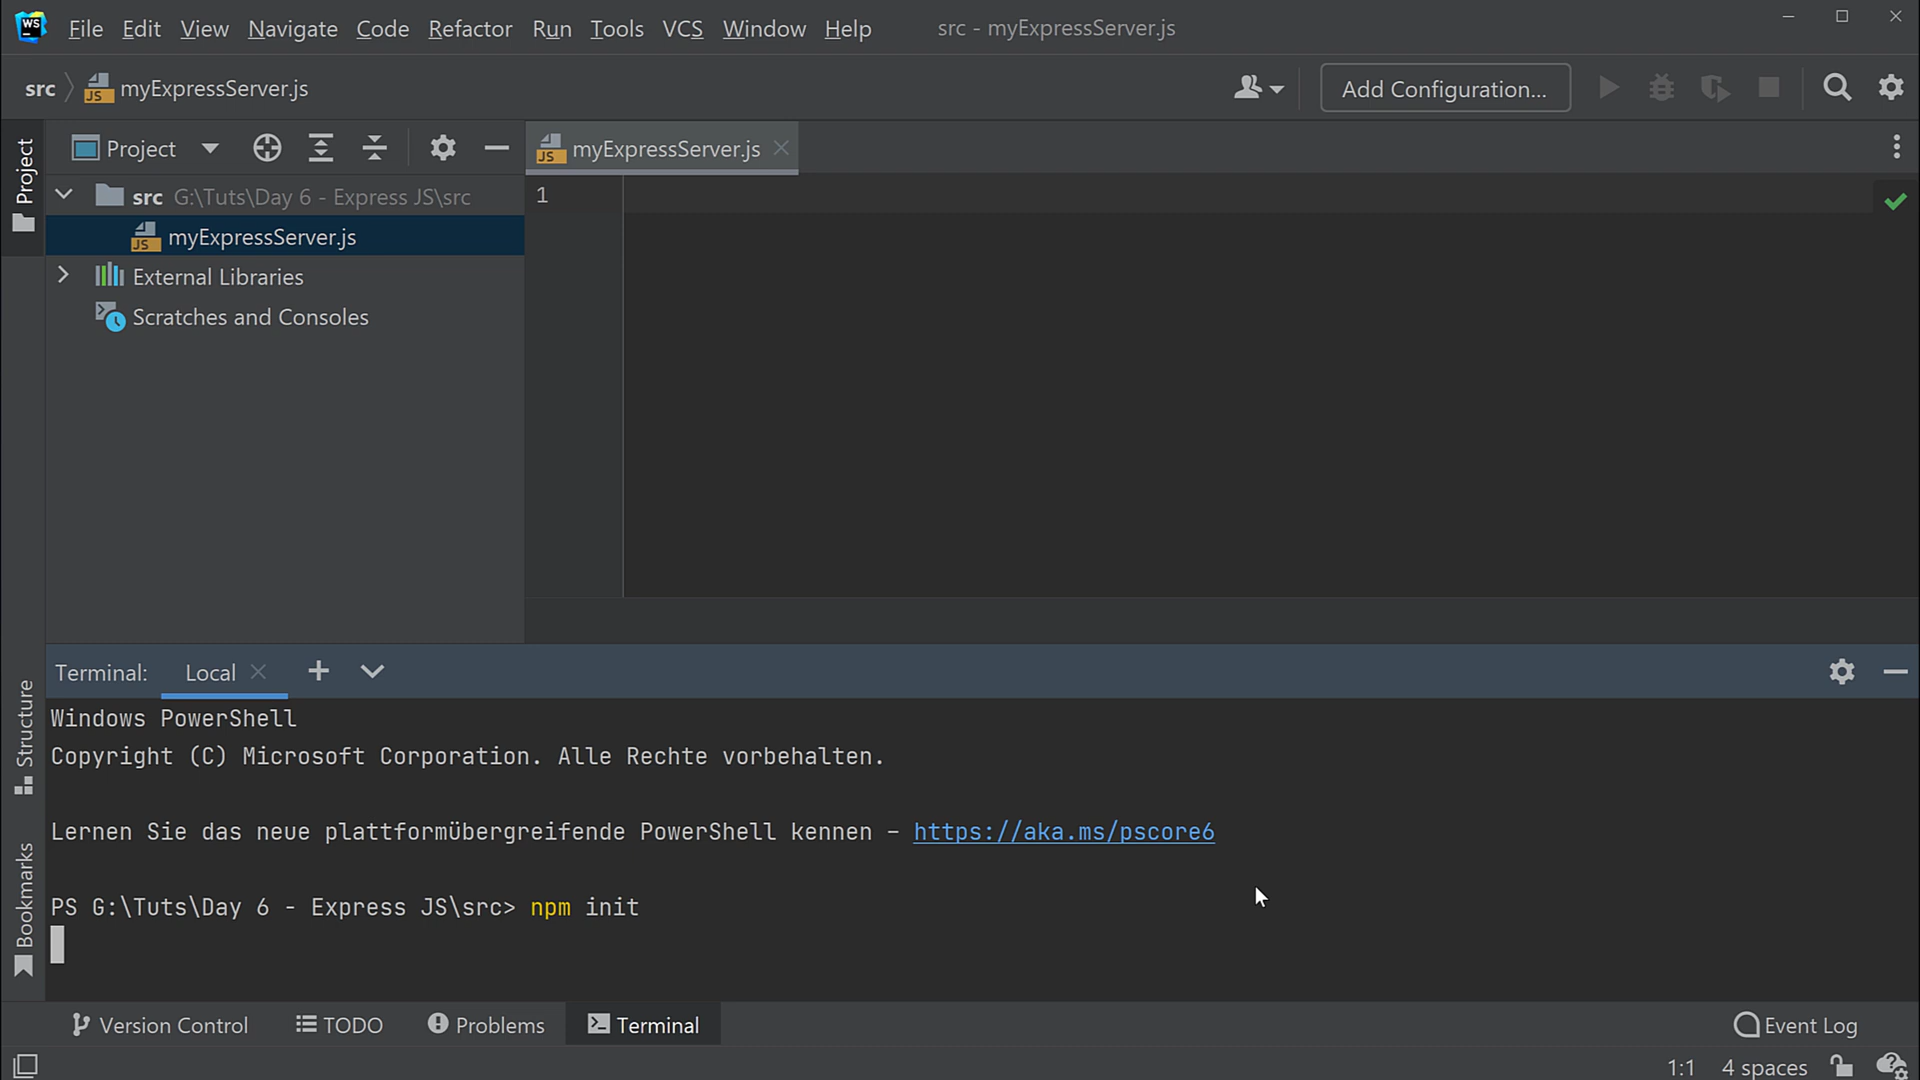 WS File Edit View Navigate Code Refactor Run Tools VCS Window Help src - myExpressServer.js
src JS myExpressServer.js Add Configuration...
Project
Project
JS myExpressServer.js
src G:\Tuts\Day 6 - Express JS\src
JS myExpressServer.js
External Libraries
Scratches and Consoles
1
Structure
Bookmarks
Terminal: Local
Windows PowerShell
Copyright (C) Microsoft Corporation. Alle Rechte vorbehalten.
Lernen Sie das neue plattformübergreifende PowerShell kennen – https://aka.ms/pscore6
PS G:\Tuts\Day 6 - Express JS\src> npm init
Version Control TODO Problems Terminal Event Log
1:1 4 spaces